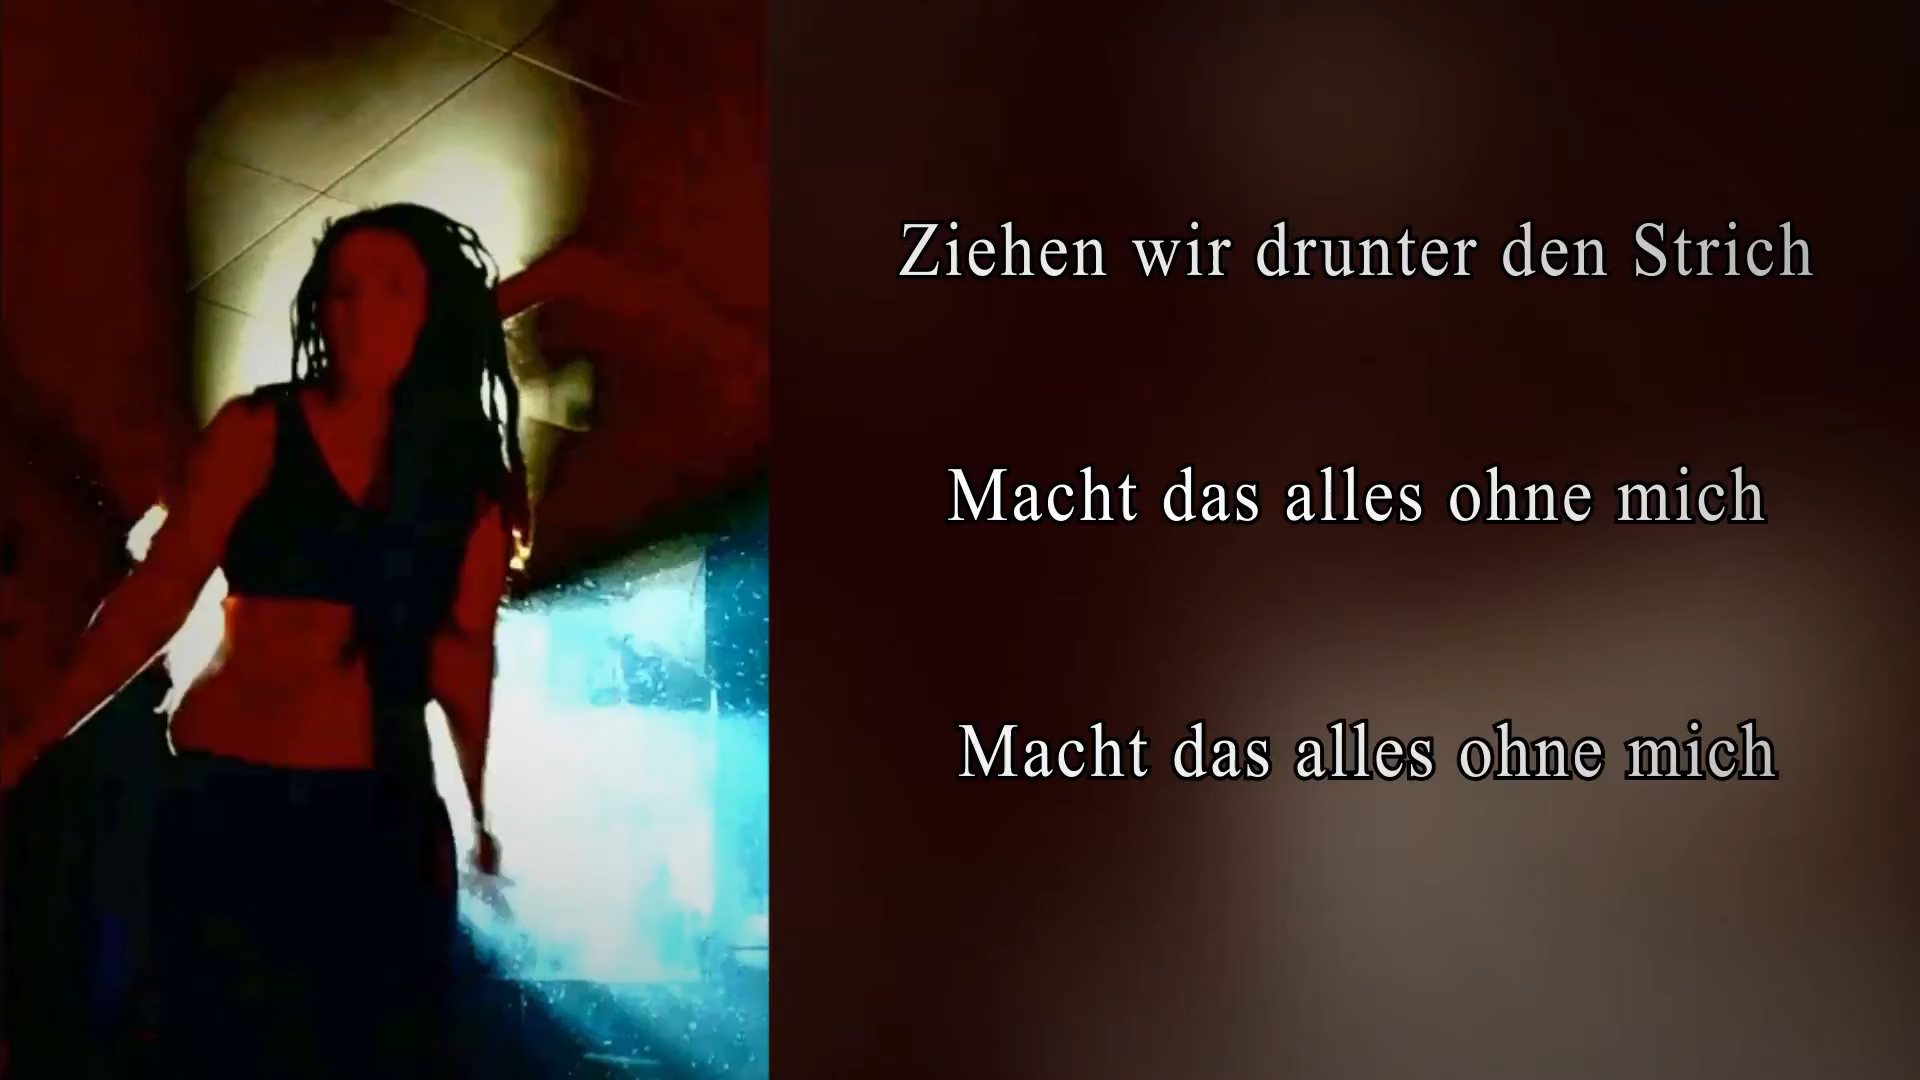 Ziehen wir drunter den Strich
Macht das alles ohne mich
Macht das alles ohne mich